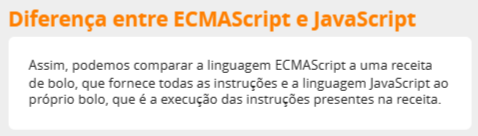 Diferença entre ECMAScript e JavaScript
Assim, podemos comparar a linguagem ECMAScript a uma receita
de bolo, que fornece todas as instruções e a linguagem JavaScript ao
próprio bolo, que é a execução das instruções presentes na receita.